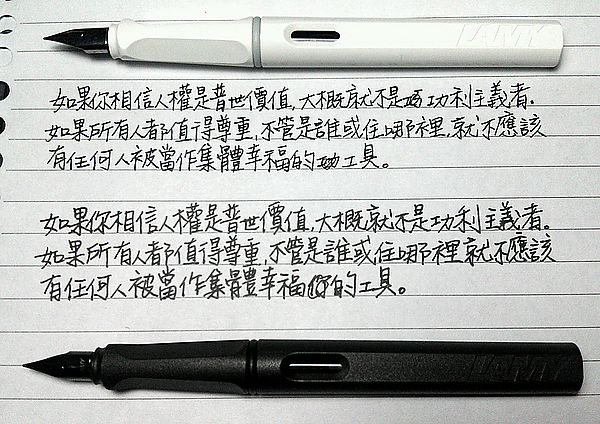 LAMY
如果你相信人權是普世價值,大概就不是功利主義者.
如果所有人都值得尊重,不管是誰或住哪裡,就不應該
有任何人被當作集體幸福的工具。
如果你相信人權是普世價值,大概就不是功利主義者。
如果所有人都值得尊重,不管是誰或住哪裡就不應該
有任何人被當作集體幸福的工具。
LAMY